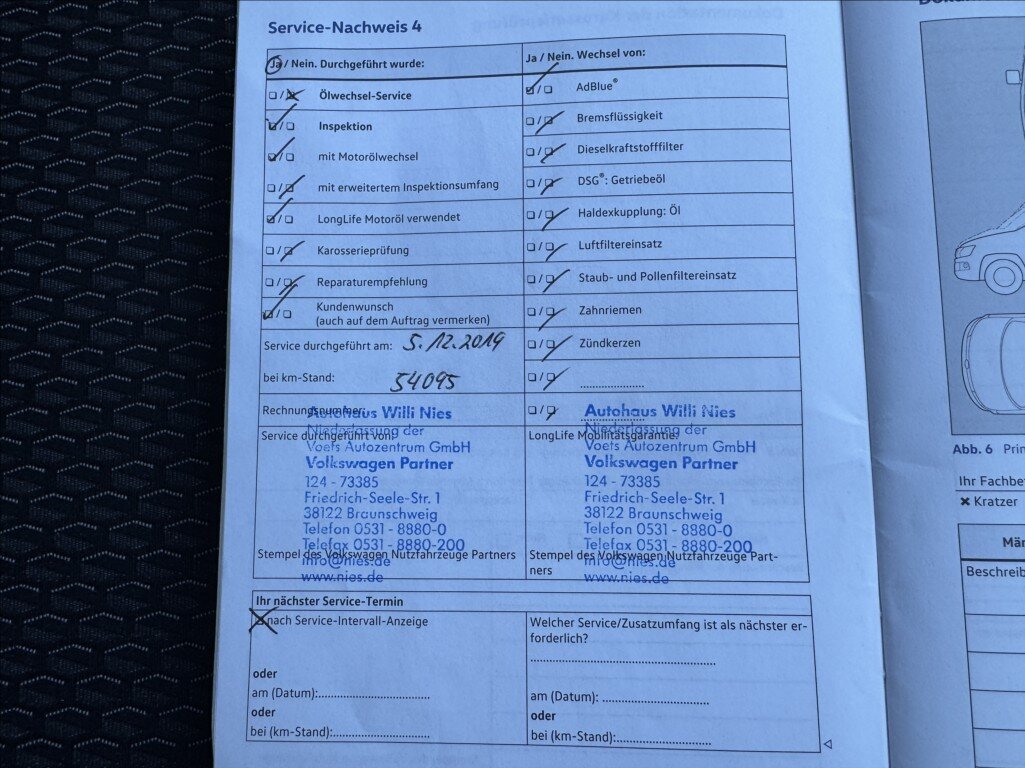 Service-Nachweis 4
Ja / Nein. Durchgeführt wurde:
Ölwechsel-Service
Inspektion
mit Motorölwechsel
mit erweitertem Inspektionsumfang
LongLife Motoröl verwendet
Karosserieprüfung
Reparaturempfehlung
Kundenwunsch
(auch auf dem Auftrag vermerken)
Service durchgeführt am: 5.12.2019
bei km-Stand: 54095
Rechnungsnummer:
Service durchgeführt von:
Autohaus Willi Nies
Niederlassung der
Voets Autozentrum GmbH
Volkswagen Partner
124 - 73385
Friedrich-Seele-Str. 1
38122 Braunschweig
Telefon 0531 - 8880-0
Telefax 0531 - 8880-200
info@nies.de
www.nies.de
Stempel des Volkswagen Nutzfahrzeuge Partners
Ja / Nein. Wechsel von:
AdBlue®
Bremsflüssigkeit
Dieselkraftstofffilter
DSG®: Getriebeöl
Haldexkupplung: Öl
Luftfiltereinsatz
Staub- und Pollenfiltereinsatz
Zahnriemen
Zündkerzen
LongLife Mobilitätsgarantie:
Autohaus Willi Nies
Niederlassung der
Voets Autozentrum GmbH
Volkswagen Partner
124 - 73385
Friedrich-Seele-Str. 1
38122 Braunschweig
Telefon 0531 - 8880-0
Telefax 0531 - 8880-200
info@nies.de
www.nies.de
Stempel des Volkswagen Nutzfahrzeuge Part-
ners
Ihr nächster Service-Termin
nach Service-Intervall-Anzeige
oder
am (Datum):
oder
bei (km-Stand):
Welcher Service/Zusatzumfang ist als nächster er-
forderlich?
am (Datum):
oder
bei (km-Stand):
Abb. 6 Prin
Ihr Fachbe
Kratzer
Män
Beschreib